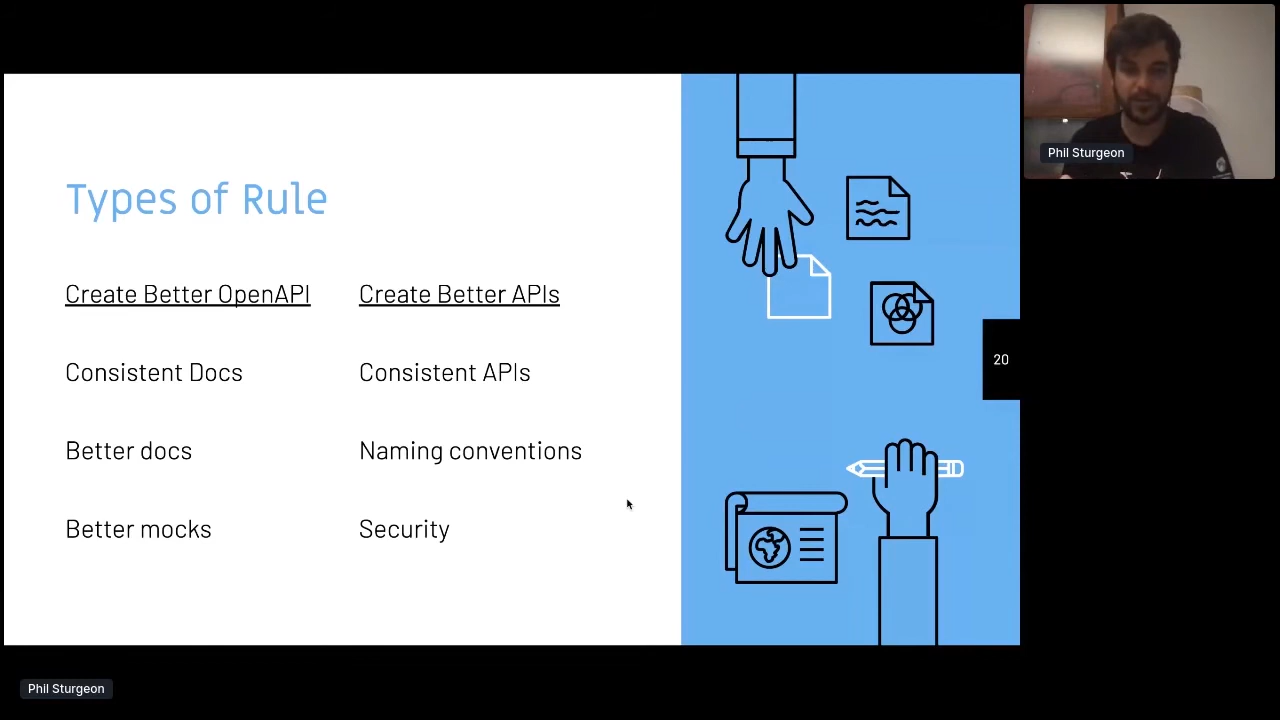 Phil Sturgeon
Types of Rule
Create Better OpenAPI
Create Better APIs
Consistent Docs
Consistent APIs
Better docs
Naming conventions
Better mocks
Security
20
Phil Sturgeon